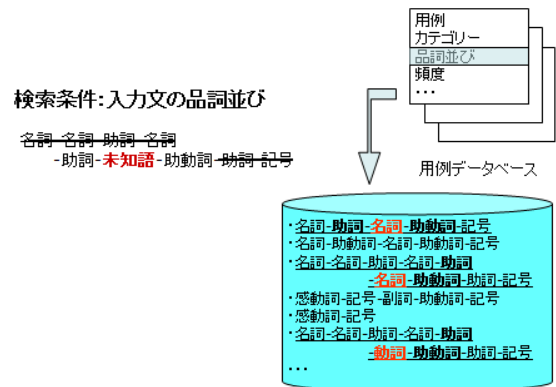 用例
カテゴリー
品詞並び
頻度
・・・
検索条件:入力文の品詞並び
名詞-名詞-助詞-名詞
-助詞-未知語-助動詞-助詞-記号
用例データベース
・名詞-助詞-名詞-助動詞-記号
・名詞-助動詞-名詞-助動詞-記号
・名詞-名詞-助詞-名詞-助詞
-名詞-助動詞-助詞-記号
・感動詞-記号-副詞-助動詞-記号
・感動詞-記号
・名詞-名詞-助詞-名詞-助詞
-動詞-助動詞-助詞-記号
・・・